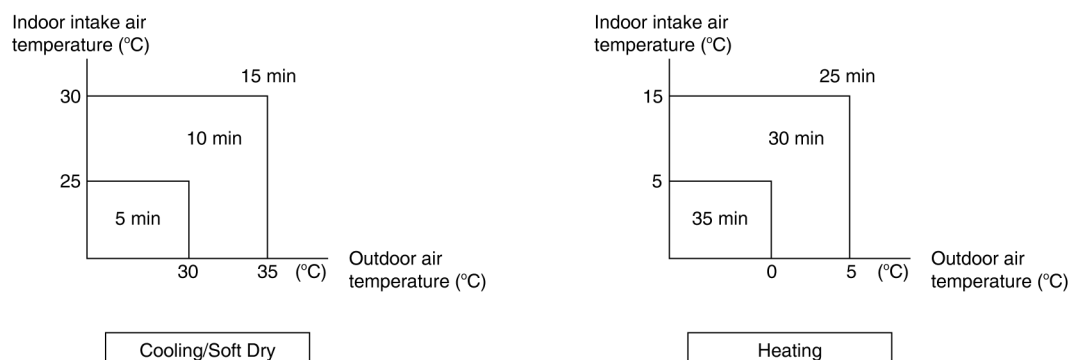 Indoor intake air
temperature (°C)
15 min
30
10 min
25
5 min
30 35 (°C)
Outdoor air
temperature (°C)
Cooling/Soft Dry
Indoor intake air
temperature (°C)
25 min
15
30 min
5
35 min
0 5 (°C)
Outdoor air
temperature (°C)
Heating